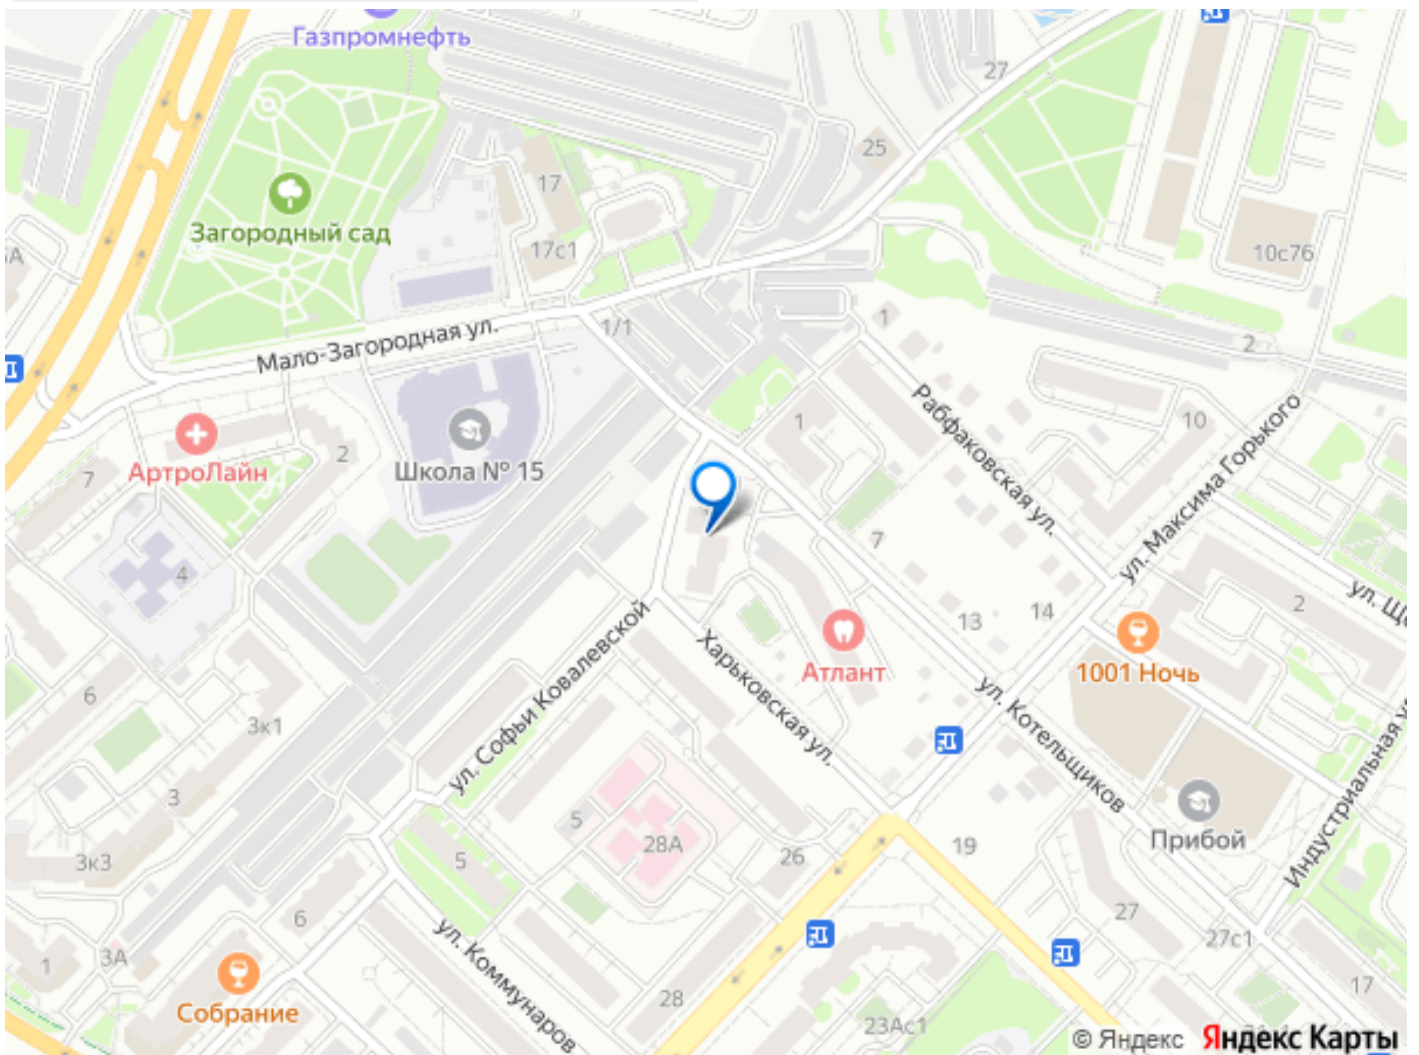 Газпромнефть
27
25
17
Загородный сад
17с1
10с76
1/1
1
2
Мало-Загородная ул.
Рабфаковская ул.
10
1
ул. Максима Горького
2
АртроЛайн
7
Школа № 15
7
4
ул. Ще
2
14
13
1001 Ночь
Атлант
ул. Софьи Ковалевской
Харьковская ул.
ул. Котельщиков
Индустриальная у
6
3к1
3
5
28А
Прибой
3к3
5
26
19
6
27
27с1
ул. Коммунаров
3А
1
17
Собрание
28
23Ас1
© Яндекс Яндекс Карты